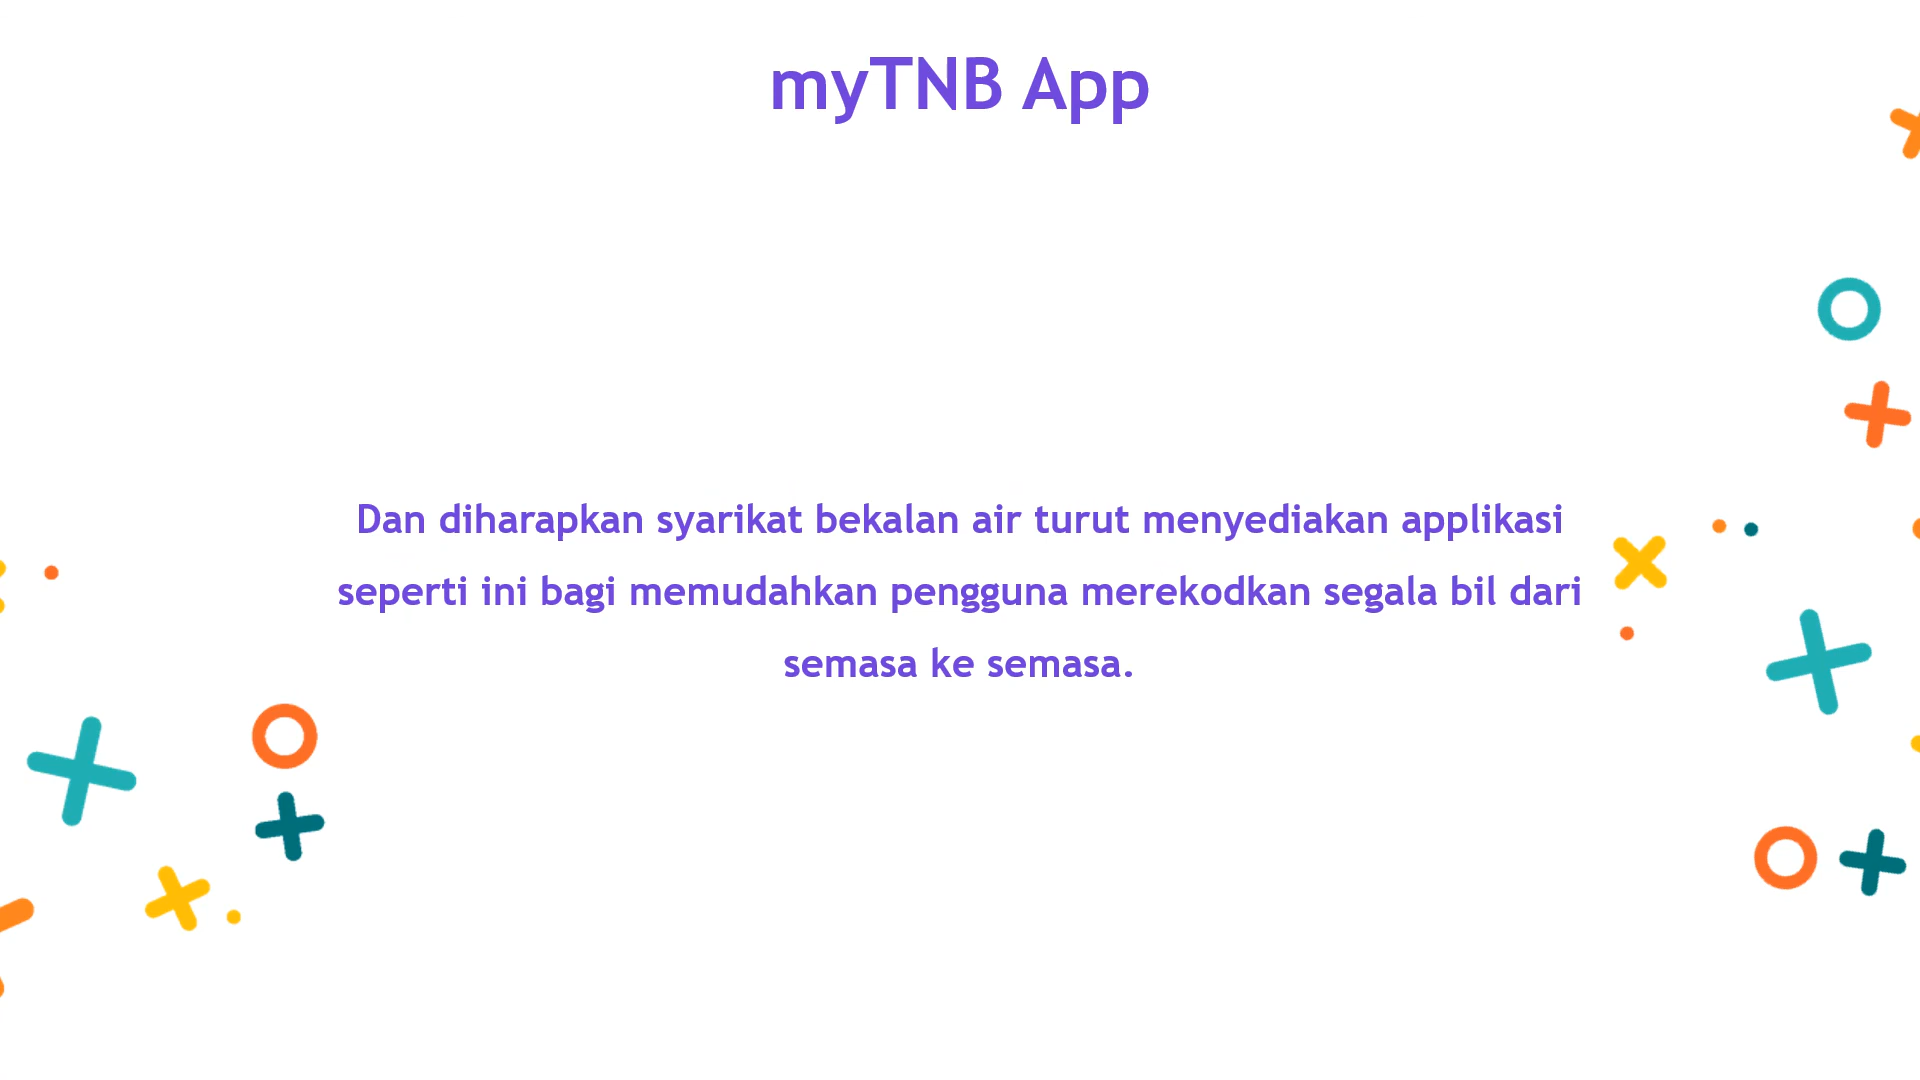 myTNB App
Dan diharapkan syarikat bekalan air turut menyediakan applikasi
seperti ini bagi memudahkan pengguna merekodkan segala bil dari
semasa ke semasa.